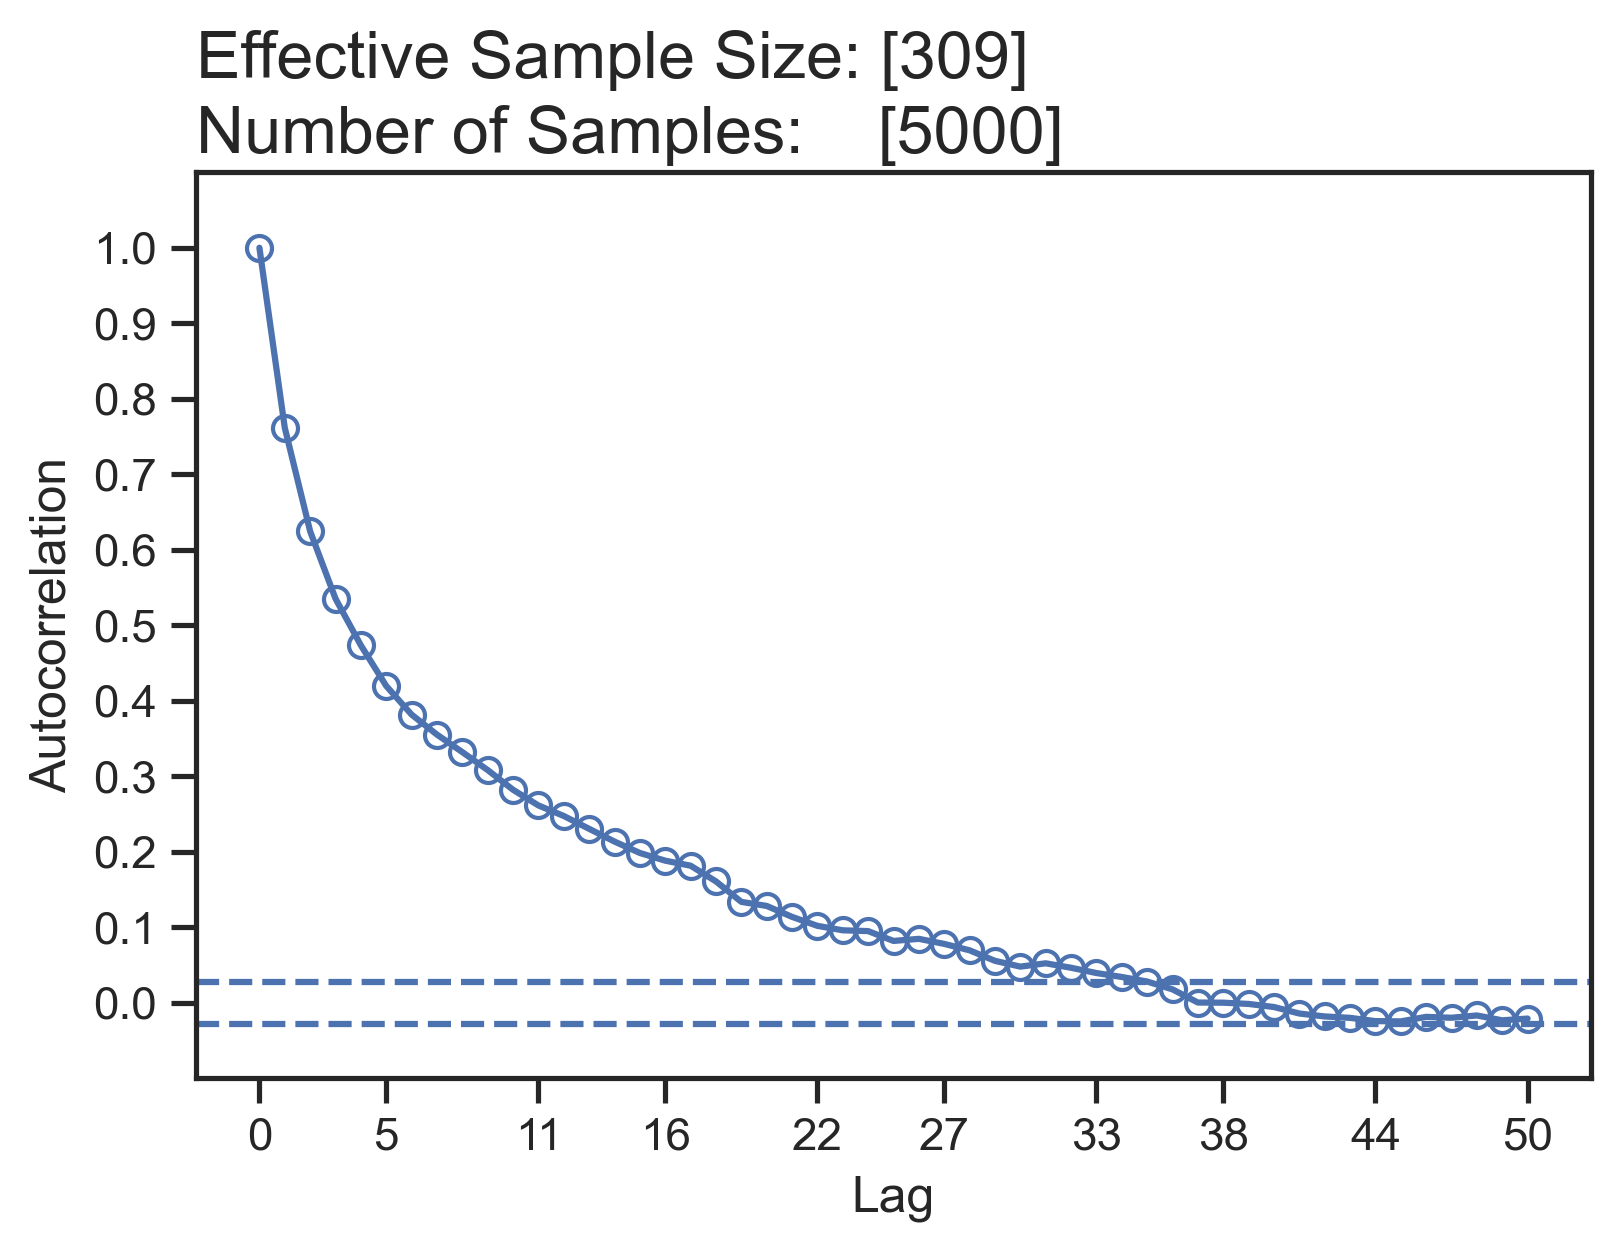 Effective Sample Size: [309]
Number of Samples: [5000]
1.0
0.9
0.8
0.7
0.6
0.5
0.4
0.3
0.2
0.1
0.0
Autocorrelation
0 5 11 16 22 27 33 38 44 50
Lag